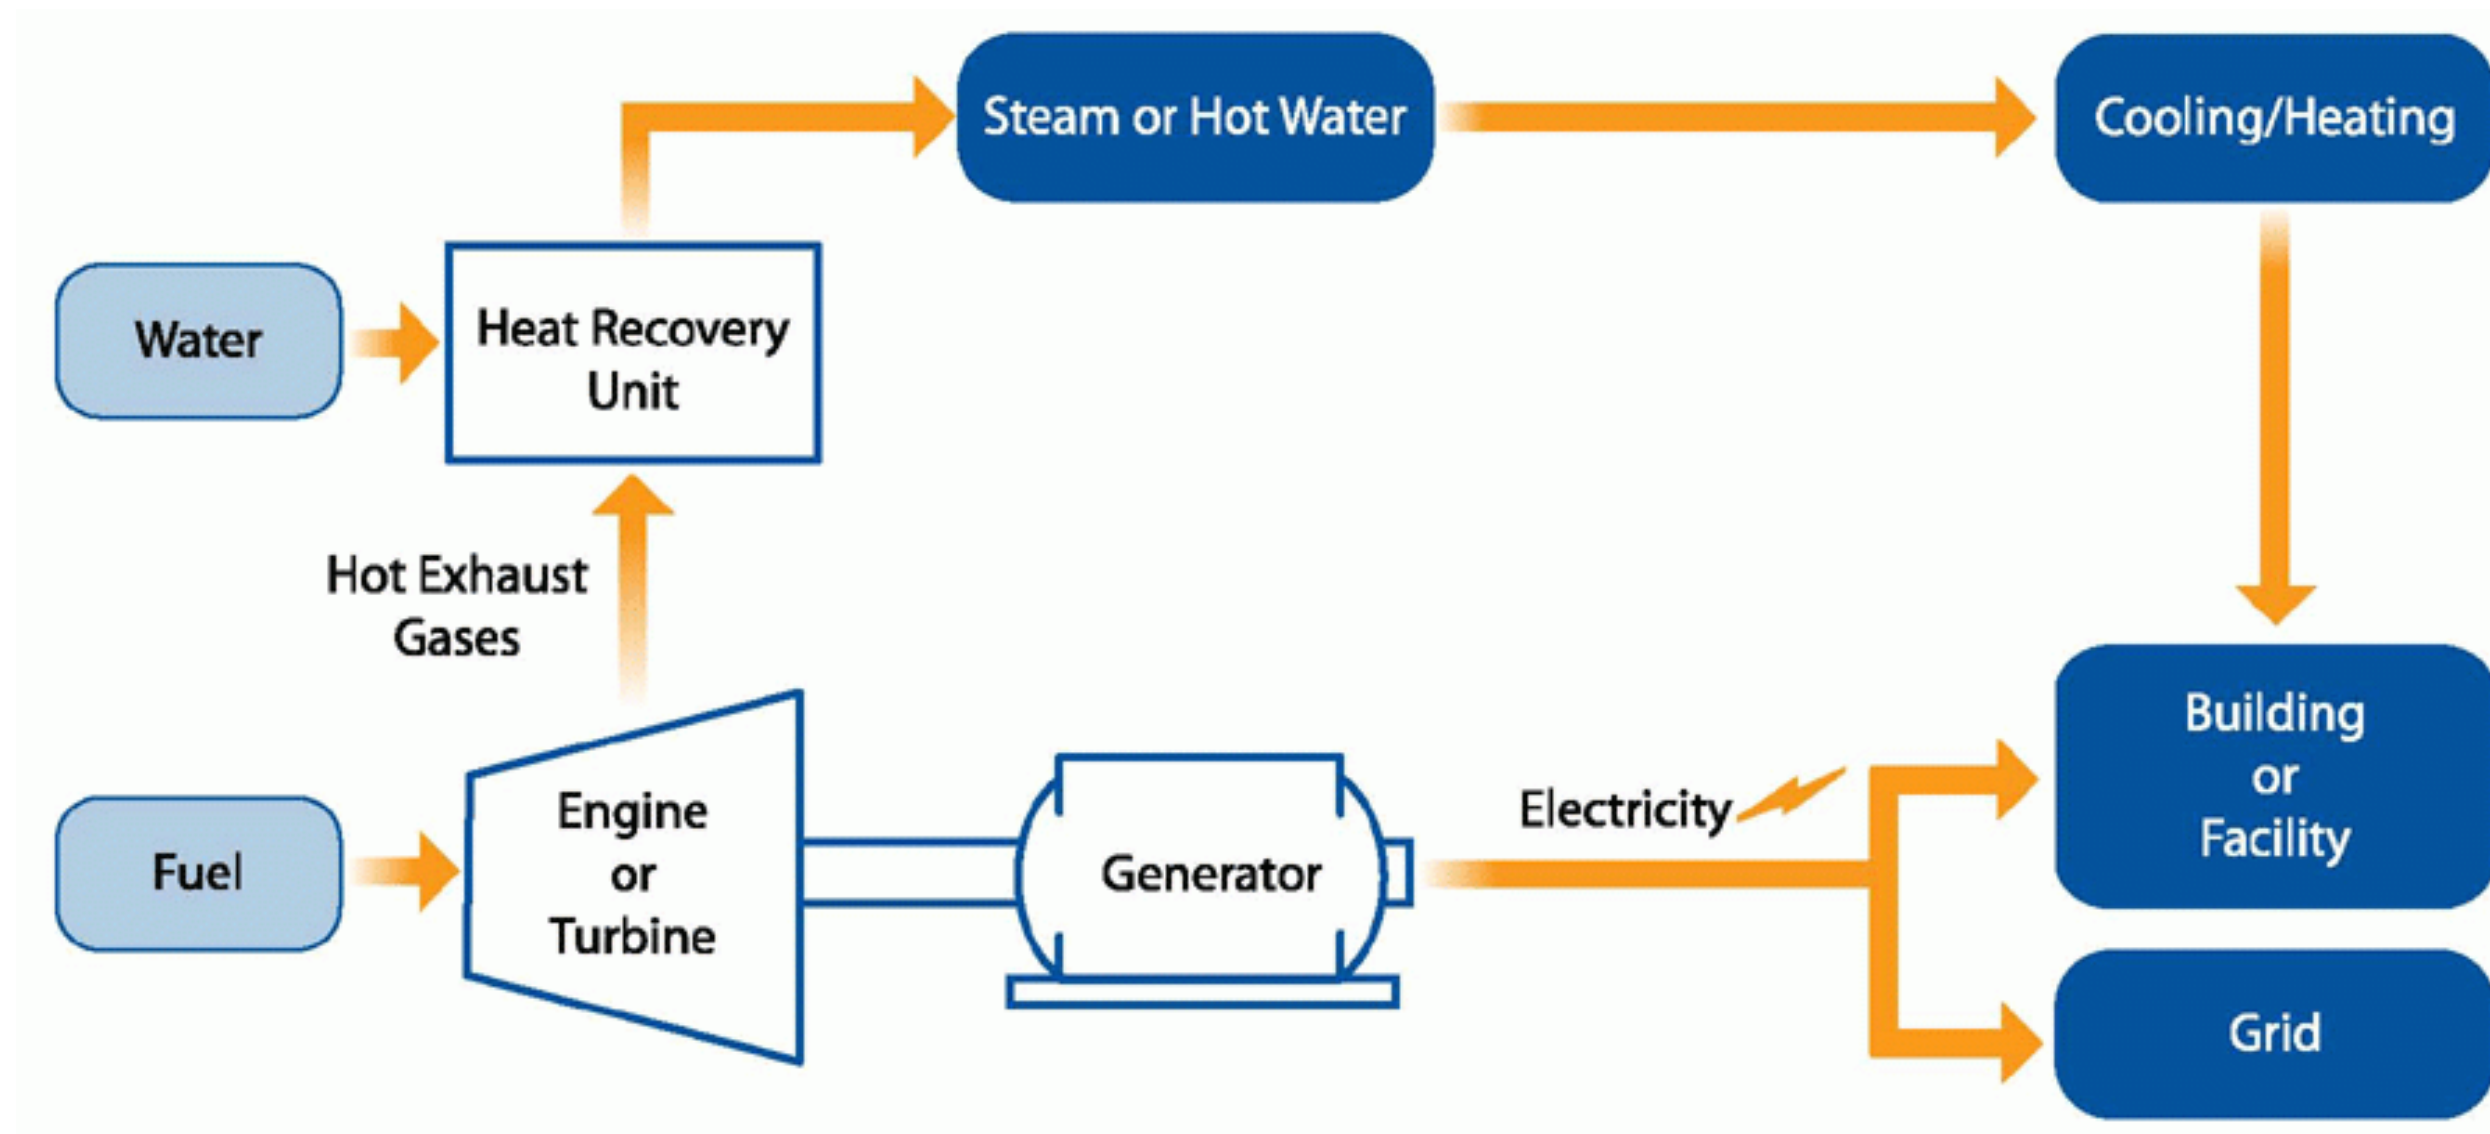 Steam or Hot Water
Cooling/Heating
Water
Heat Recovery
Unit
Hot Exhaust
Gases
Fuel
Engine
or
Turbine
Generator
Electricity
Building
or
Facility
Grid